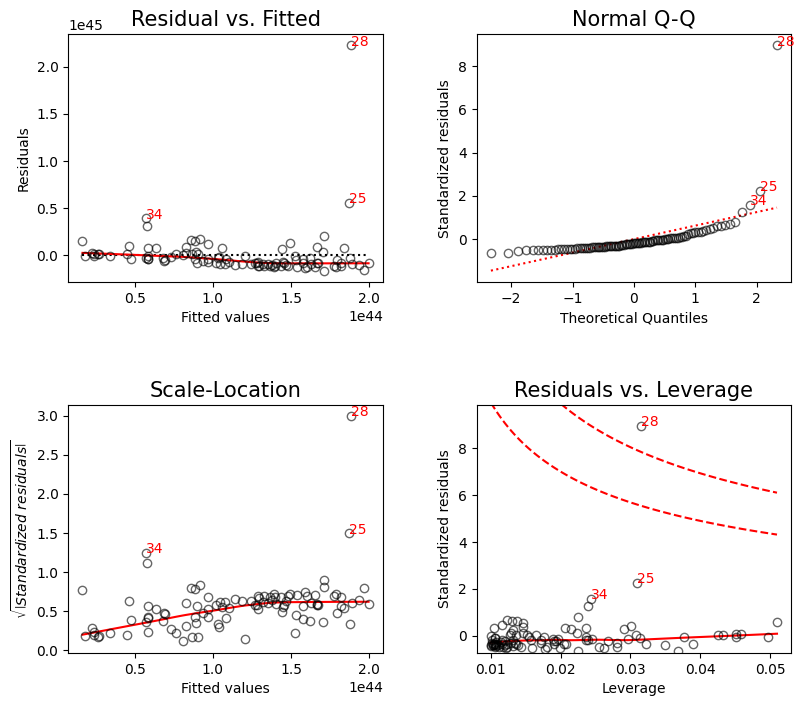 Residual vs. Fitted
1e45
Residuals
2.0
1.5
1.0
0.5
0.0
28
25
34
0.5 1.0 1.5 2.0
Fitted values 1e44
Normal Q-Q
Standardized residuals
8
6
4
2
0
28
25
34
−2 −1 0 1 2
Theoretical Quantiles
Scale-Location
√|Standardized residuals|
3.0
2.5
2.0
1.5
1.0
0.5
0.0
28
25
34
0.5 1.0 1.5 2.0
Fitted values 1e44
Residuals vs. Leverage
Standardized residuals
8
6
4
2
0
28
25
34
0.01 0.02 0.03 0.04 0.05
Leverage